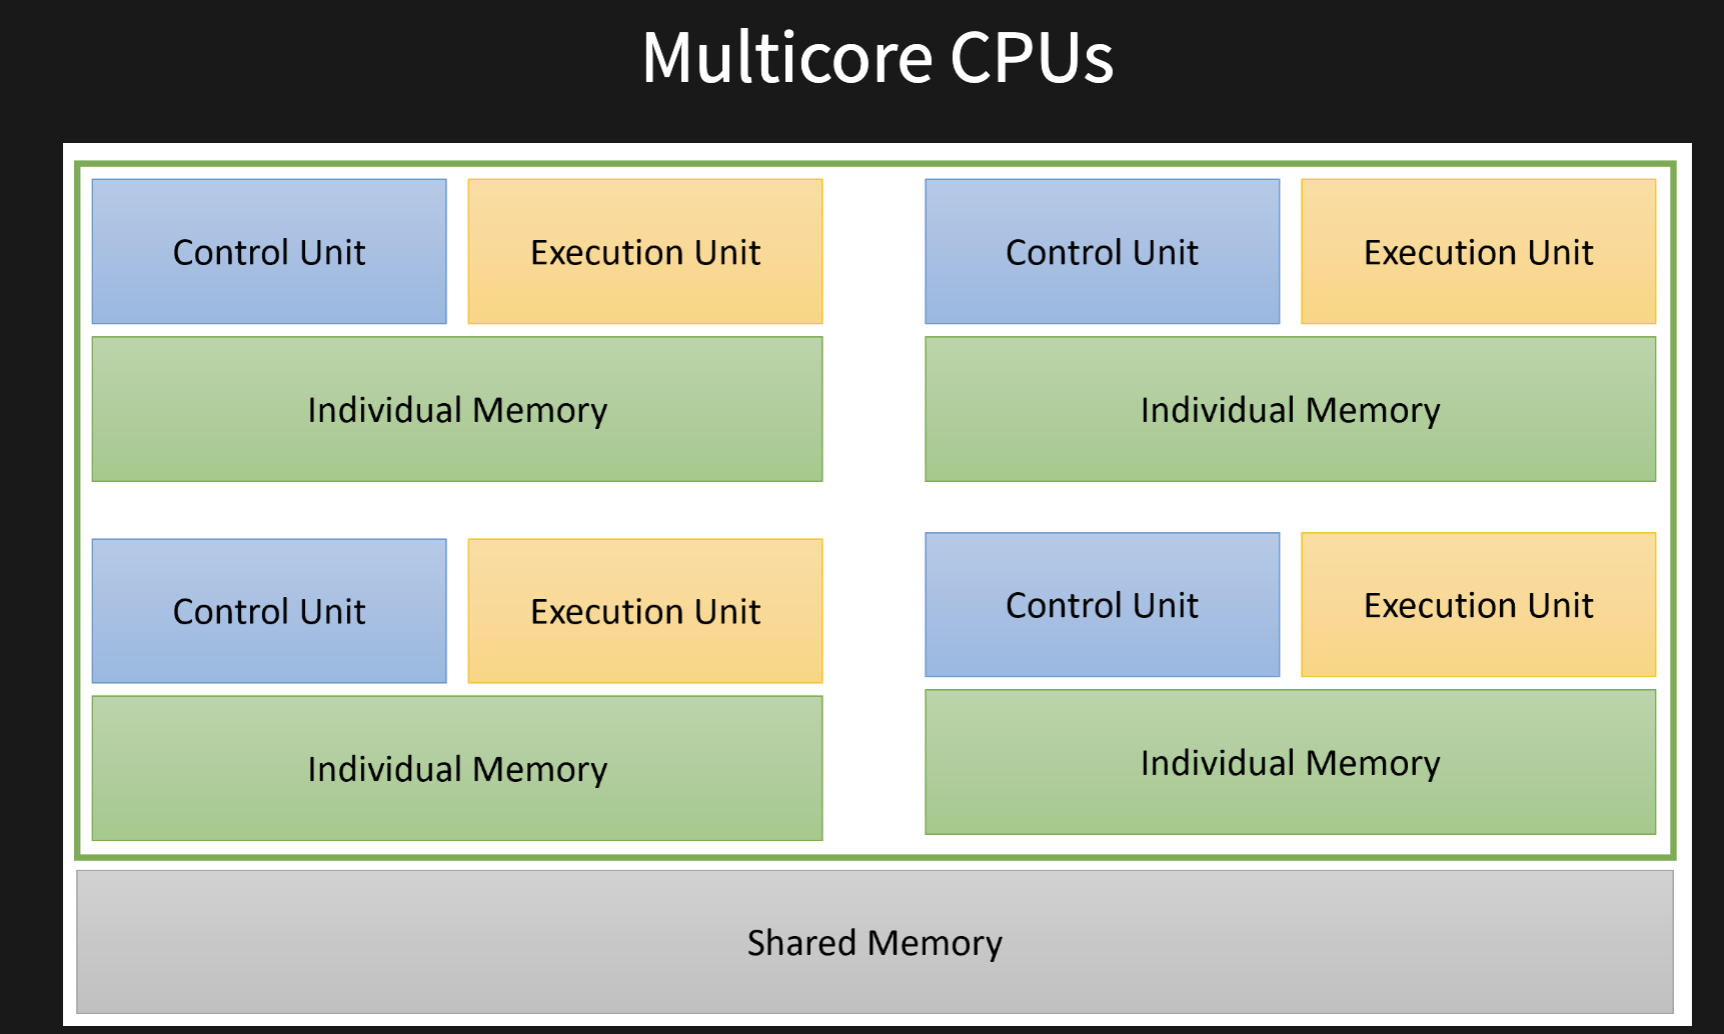 Multicore CPUs
Control Unit
Execution Unit
Control Unit
Execution Unit
Individual Memory
Individual Memory
Control Unit
Execution Unit
Control Unit
Execution Unit
Individual Memory
Individual Memory
Shared Memory